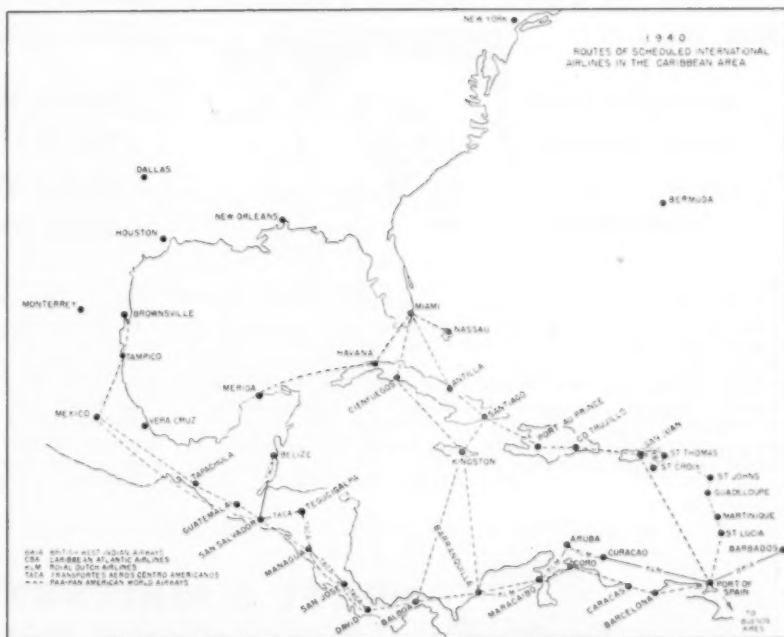 NEW YORK
1940
ROUTES OF SCHEDULED INTERNATIONAL
AIRLINES IN THE CARIBBEAN AREA
DALLAS
BERMUDA
NEW ORLEANS
HOUSTON
MONTERREY
BROWNSVILLE
MIAMI
NASSAU
TAMPICO
HAVANA
MERIDA
CIENFUEGOS
ANTILLA
MEXICO
VERA CRUZ
SANTIAGO
PORT AU PRINCE
CD TRUJILLO
SAN JUAN
ST THOMAS
ST CROIX
KINGSTON
BELIZE
TAPACHULA
ST JOHNS
GUADELOUPE
GUATEMALA
TACA
TEGUCIGALPA
SAN SALVADOR
MARTINIQUE
ST LUCIA
BARBADOS
BARRANQUILLA
ARUBA
CURACAO
CORO
MANAGUA
BWIA BRITISH WEST INDIAN AIRWAYS
CBA CARIBBEAN ATLANTIC AIRLINES
KLM ROYAL DUTCH AIRLINES
TACA TRANSPORTES AEROS CENTRO AMERICANOS
PAA-PAN AMERICAN WORLD AIRWAYS
SAN JOSE
DAVID
BALBOA
MARACAIBO
CARACAS
BARCELONA
PORT OF
SPAIN
TO
BUENOS
AIRES